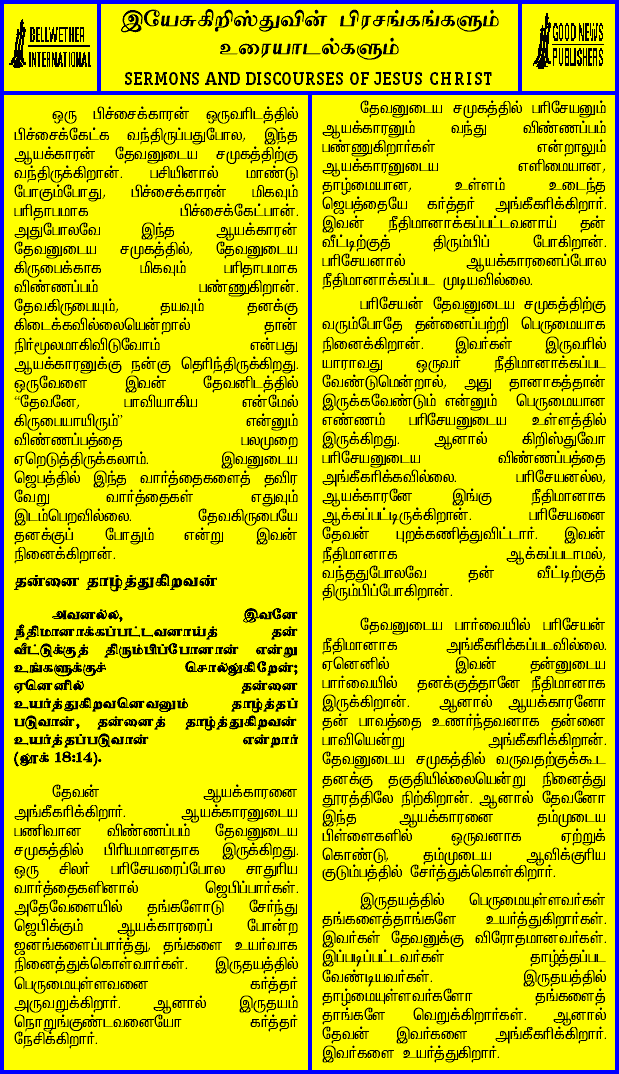 BELLWETHER
INTERNATIONAL
இயேசுகிறிஸ்துவின் பிரசங்கங்களும்
உரையாடல்களும்
SERMONS AND DISCOURSES OF JESUS CHRIST
GOOD NEWS
PUBLISHERS
ஒரு பிச்சைக்காரன் ஒருவரிடத்தில்
பிச்சைக்கேட்க வந்திருப்பதுபோல, இந்த
ஆயக்காரன் தேவனுடைய சமுகத்திற்கு
வந்திருக்கிறான். பசியினால் மாண்டு
போகும்போது, பிச்சைக்காரன் மிகவும்
பரிதாபமாக பிச்சைக்கேட்பான்.
அதுபோலவே இந்த ஆயக்காரன்
தேவனுடைய சமுகத்தில், தேவனுடைய
கிருபைக்காக மிகவும் பரிதாபமாக
விண்ணப்பம் பண்ணுகிறான்.
தேவகிருபையும், தயவும் தனக்கு
கிடைக்கவில்லையென்றால் தான்
நிர்மூலமாகிவிடுவோம் என்பது
ஆயக்காரனுக்கு நன்கு தெரிந்திருக்கிறது.
ஒருவேளை இவன் தேவனிடத்தில்
“தேவனே, பாவியாகிய என்மேல்
கிருபையாயிரும்” என்னும்
விண்ணப்பத்தை பலமுறை
ஏறெடுத்திருக்கலாம். இவனுடைய
ஜெபத்தில் இந்த வார்த்தைகளைத் தவிர
வேறு வார்த்தைகள் எதுவும்
இடம்பெறவில்லை. தேவகிருபையே
தனக்குப் போதும் என்று இவன்
நினைக்கிறான்.
தன்னை தாழ்த்துகிறவன்
அவனல்ல, இவனே
நீதிமானாக்கப்பட்டவனாய்த் தன்
வீட்டுக்குத் திரும்பிப்போனான் என்று
உங்களுக்குச் சொல்லுகிறேன்;
ஏனெனில் தன்னை
உயர்த்துகிறவனெவனும் தாழ்த்தப்
படுவான், தன்னைத் தாழ்த்துகிறவன்
உயர்த்தப்படுவான் என்றார்
(லூக் 18:14).
தேவன் ஆயக்காரனை
அங்கீகரிக்கிறார். ஆயக்காரனுடைய
பணிவான விண்ணப்பம் தேவனுடைய
சமுகத்தில் பிரியமானதாக இருக்கிறது.
ஒரு சிலர் பரிசேயரைப்போல சாதுரிய
வார்த்தைகளினால் ஜெபிப்பார்கள்.
அதேவேளையில் தங்களோடு சேர்ந்து
ஜெபிக்கும் ஆயக்காரரைப் போன்ற
ஜனங்களைப்பார்த்து, தங்களை உயர்வாக
நினைத்துக்கொள்வார்கள். இருதயத்தில்
பெருமையுள்ளவனை கர்த்தர்
அருவறுக்கிறார். ஆனால் இருதயம்
நொறுங்குண்டவனையோ கர்த்தர்
நேசிக்கிறார்.
தேவனுடைய சமுகத்தில் பரிசேயனும்
ஆயக்காரனும் வந்து விண்ணப்பம்
பண்ணுகிறார்கள் என்றாலும்
ஆயக்காரனுடைய எளிமையான,
தாழ்மையான, உள்ளம் உடைந்த
ஜெபத்தையே கர்த்தர் அங்கீகரிக்கிறார்.
இவன் நீதிமானாக்கப்பட்டவனாய் தன்
வீட்டிற்குத் திரும்பிப் போகிறான்.
பரிசேயனால் ஆயக்காரனைப்போல
நீதிமானாக்கப்பட முடியவில்லை.
பரிசேயன் தேவனுடைய சமுகத்திற்கு
வரும்போதே தன்னைப்பற்றி பெருமையாக
நினைக்கிறான். இவர்கள் இருவரில்
யாராவது ஒருவர் நீதிமானாக்கப்பட
வேண்டுமென்றால், அது தானாகத்தான்
இருக்கவேண்டும் என்னும் பெருமையான
எண்ணம் பரிசேயனுடைய உள்ளத்தில்
இருக்கிறது. ஆனால் கிறிஸ்துவோ
பரிசேயனுடைய விண்ணப்பத்தை
அங்கீகரிக்கவில்லை. பரிசேயனல்ல,
ஆயக்காரனே இங்கு நீதிமானாக
ஆக்கப்பட்டிருக்கிறான். பரிசேயனை
தேவன் புறக்கணித்துவிட்டார். இவன்
நீதிமானாக ஆக்கப்படாமல்,
வந்ததுபோலவே தன் வீட்டிற்குத்
திரும்பிப்போகிறான்.
தேவனுடைய பார்வையில் பரிசேயன்
நீதிமானாக அங்கீகரிக்கப்படவில்லை.
ஏனெனில் இவன் தன்னுடைய
பார்வையில் தனக்குத்தானே நீதிமானாக
இருக்கிறான். ஆனால் ஆயக்காரனோ
தன் பாவத்தை உணர்ந்தவனாக தன்னை
பாவியென்று அங்கீகரிக்கிறான்.
தேவனுடைய சமுகத்தில் வருவதற்குக்கூட
தனக்கு தகுதியில்லையென்று நினைத்து
தூரத்திலே நிற்கிறான். ஆனால் தேவனோ
இந்த ஆயக்காரனை தம்முடைய
பிள்ளைகளில் ஒருவனாக ஏற்றுக்
கொண்டு, தம்முடைய ஆவிக்குரிய
குடும்பத்தில் சேர்த்துக்கொள்கிறார்.
இருதயத்தில் பெருமையுள்ளவர்கள்
தங்களைத்தாங்களே உயர்த்துகிறார்கள்.
இவர்கள் தேவனுக்கு விரோதமானவர்கள்.
இப்படிப்பட்டவர்கள் தாழ்த்தப்பட
வேண்டியவர்கள். இருதயத்தில்
தாழ்மையுள்ளவர்களோ தங்களைத்
தாங்களே வெறுக்கிறார்கள். ஆனால்
தேவன் இவர்களை அங்கீகரிக்கிறார்.
இவர்களை உயர்த்துகிறார்.